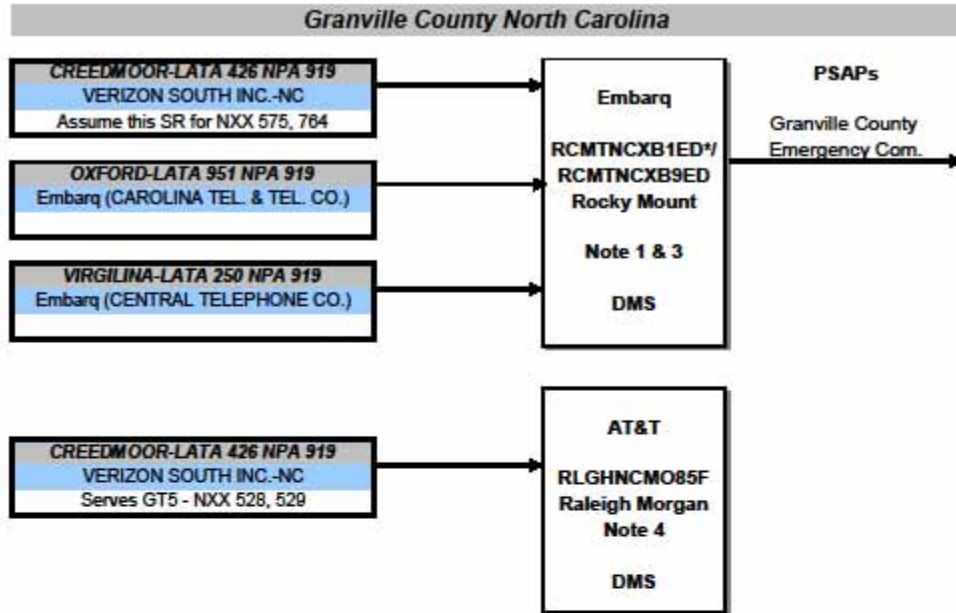 Granville County North Carolina
CREEDMOOR-LATA 426 NPA 919
VERIZON SOUTH INC.-NC
Assume this SR for NXX 575, 764
OXFORD-LATA 951 NPA 919
Embarq (CAROLINA TEL. & TEL. CO.)
VIRGILINA-LATA 250 NPA 919
Embarq (CENTRAL TELEPHONE CO.)
Embarq
RCMTNCXB1ED*/
RCMTNCXB9ED
Rocky Mount
Note 1 & 3
DMS
PSAPs
Granville County
Emergency Com.
CREEDMOOR-LATA 426 NPA 919
VERIZON SOUTH INC.-NC
Serves GT5 - NXX 528, 529
AT&T
RLGHNCMO85F
Raleigh Morgan
Note 4
DMS